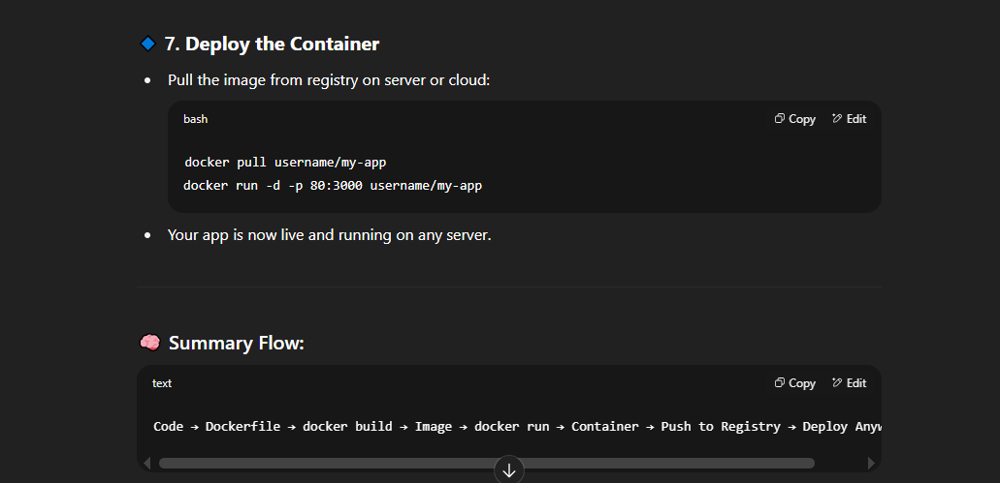 7. Deploy the Container
Pull the image from registry on server or cloud:
bash
Copy
Edit
docker pull username/my-app
docker run -d -p 80:3000 username/my-app
Your app is now live and running on any server.
Summary Flow:
text
Copy
Edit
Code → Dockerfile → docker build → Image → docker run → Container → Push to Registry → Deploy